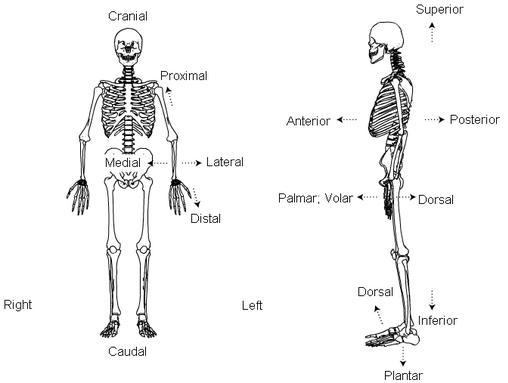 Cranial
Superior
Proximal
Anterior
Posterior
Medial
Lateral
Palmar; Volar
Dorsal
Distal
Right
Left
Dorsal
Inferior
Caudal
Plantar